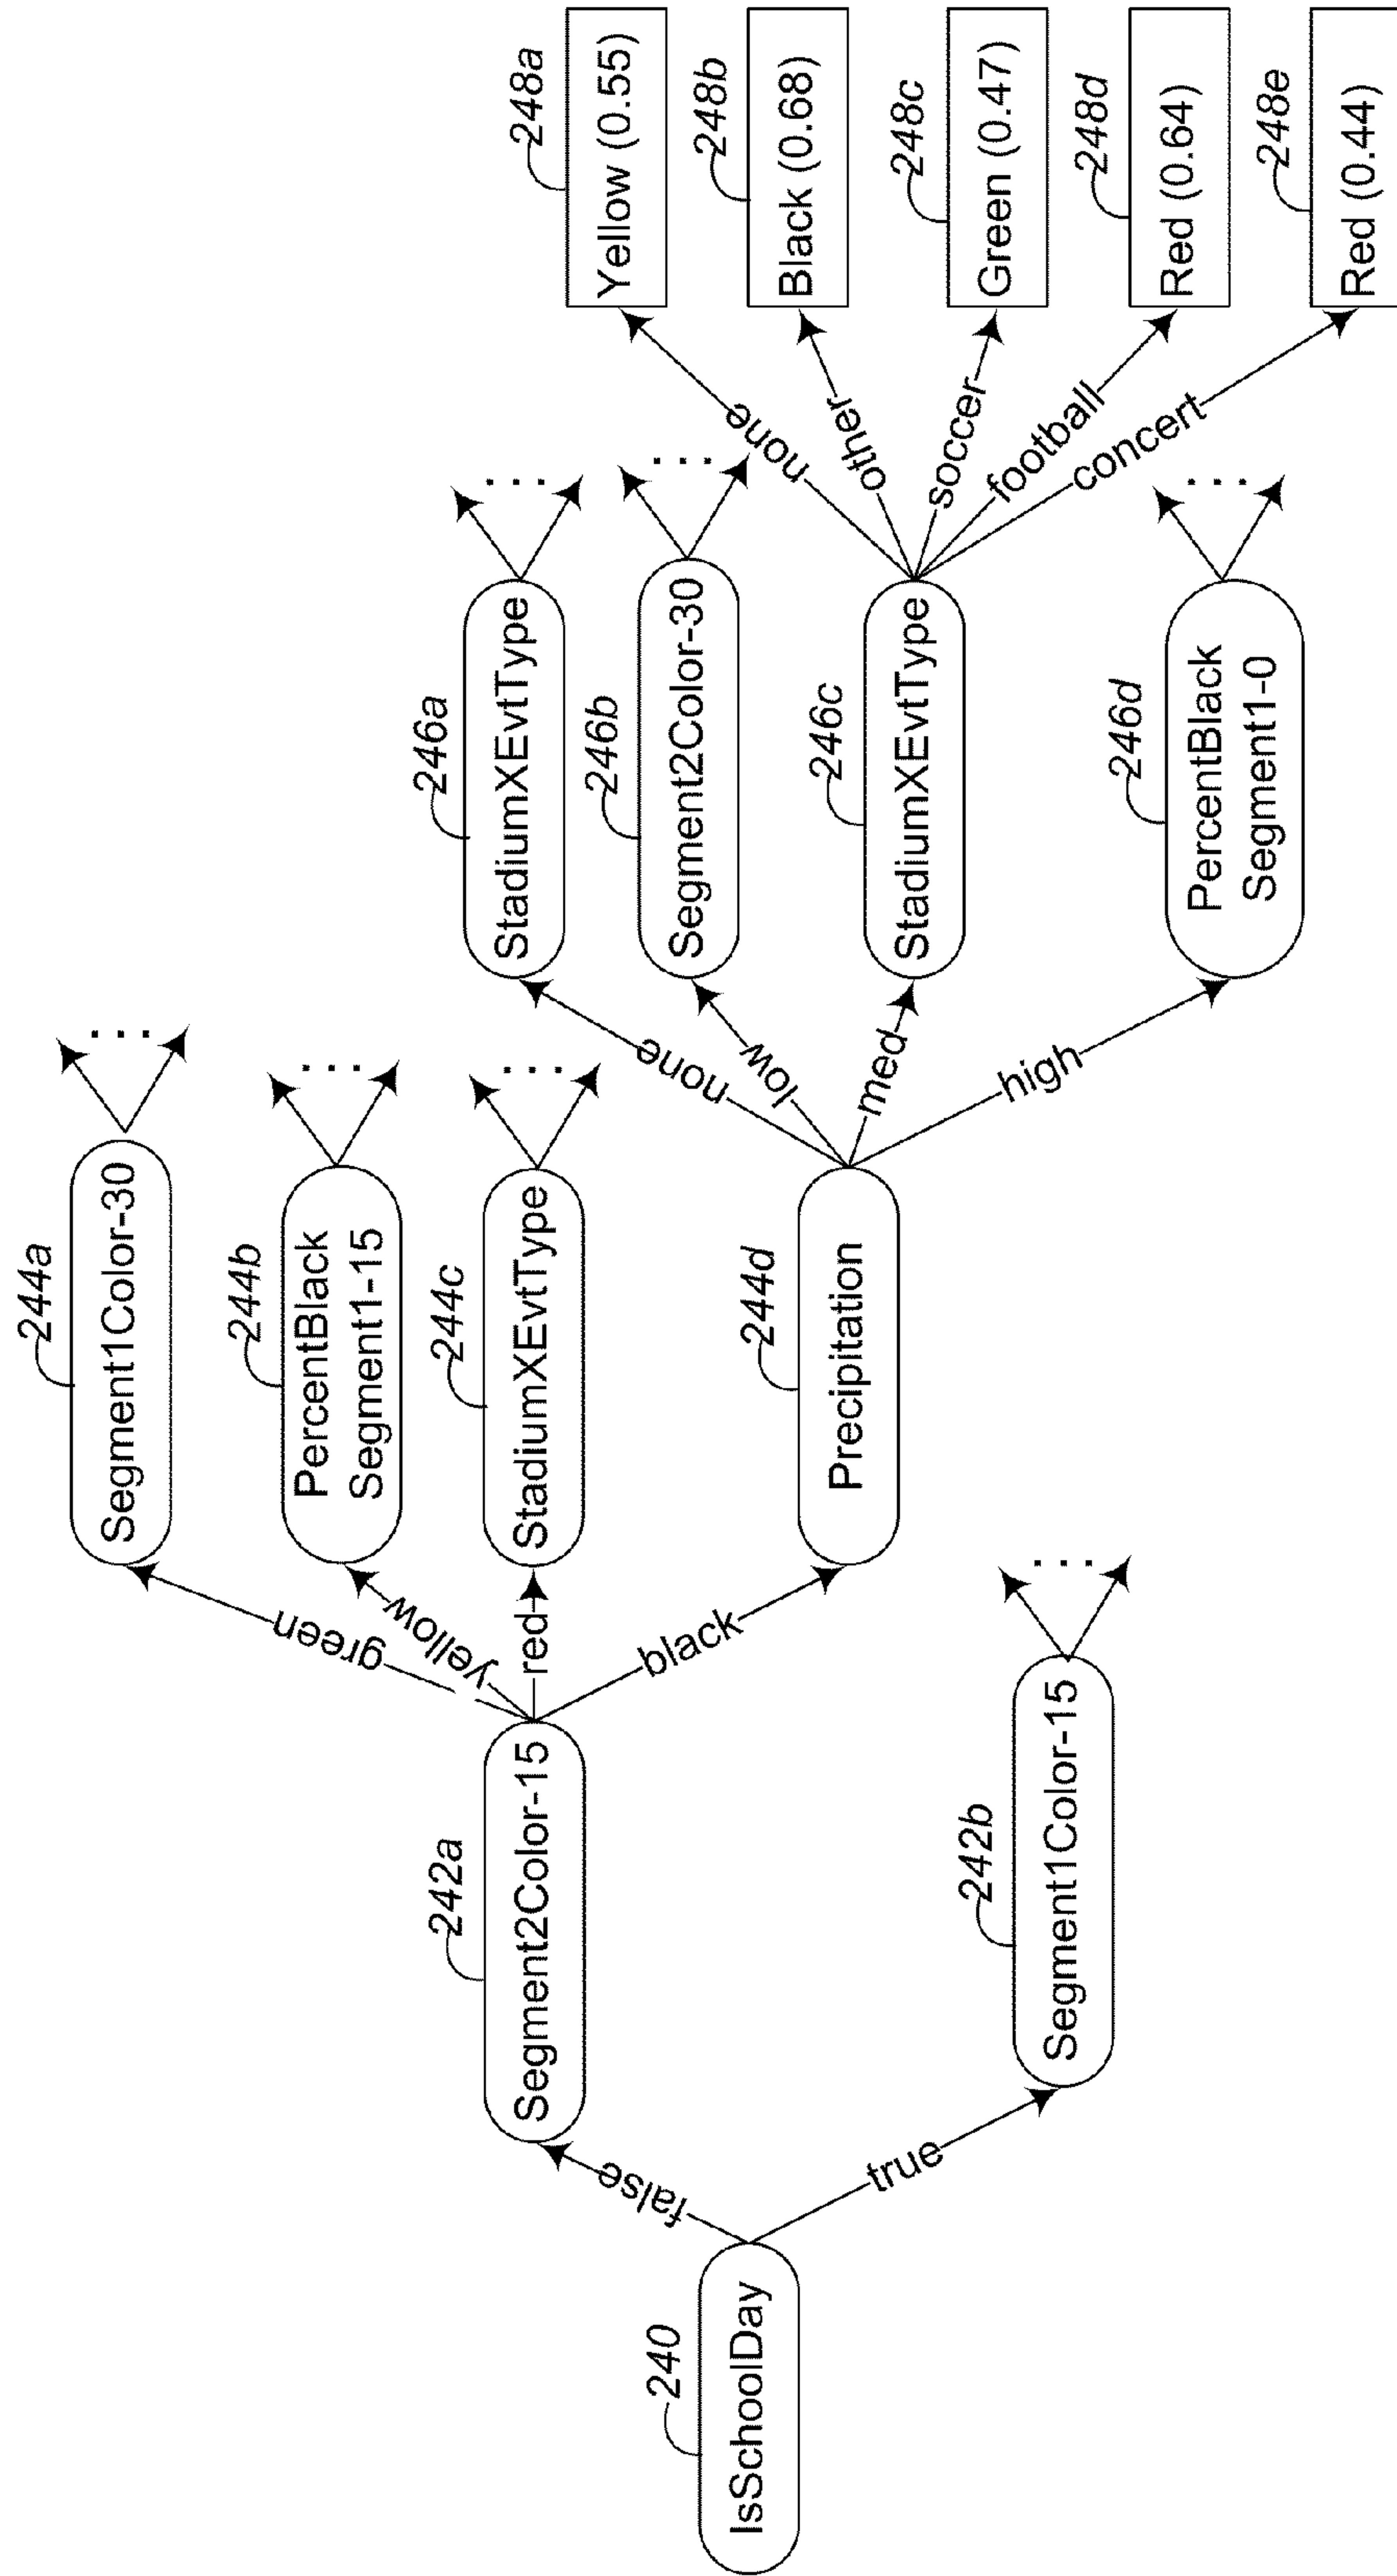 240
IsSchoolDay
false
true
242a
Segment2Color-15
242b
Segment1Color-15
green
yellow
red
black
244a
Segment1Color-30
...
244b
PercentBlack
Segment1-15
...
244c
StadiumXEvtType
...
244d
Precipitation
...
none
low
med
high
246a
StadiumXEvtType
...
246b
Segment2Color-30
...
246c
StadiumXEvtType
246d
PercentBlack
Segment1-0
...
none
other
soccer
football
concert
248a
Yellow (0.55)
248b
Black (0.68)
248c
Green (0.47)
248d
Red (0.64)
248e
Red (0.44)